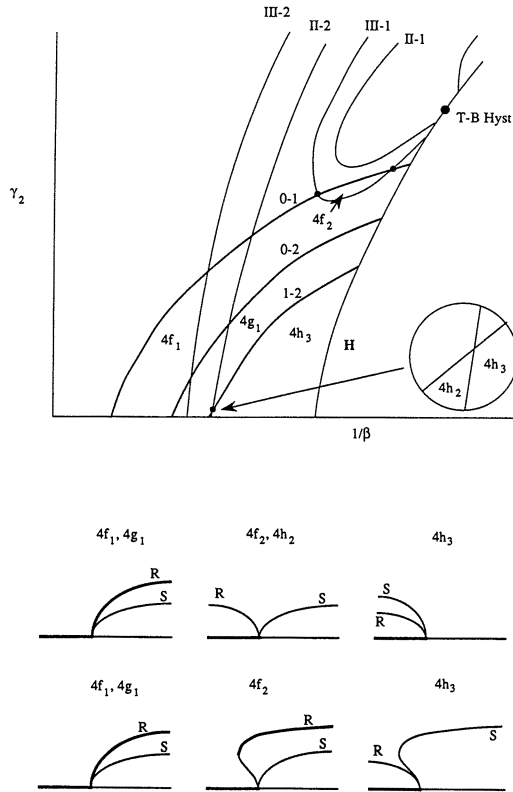 III-2
II-2
III-1
II-1
T-B Hyst
γ₂
0-1
4f₂
0-2
1-2
4f₁
4g₁
4h₃
H
4h₂
4h₃
1/β
4f₁, 4g₁
4f₂, 4h₂
4h₃
R
S
R
S
S
R
4f₁, 4g₁
4f₂
4h₃
R
S
R
S
R
S